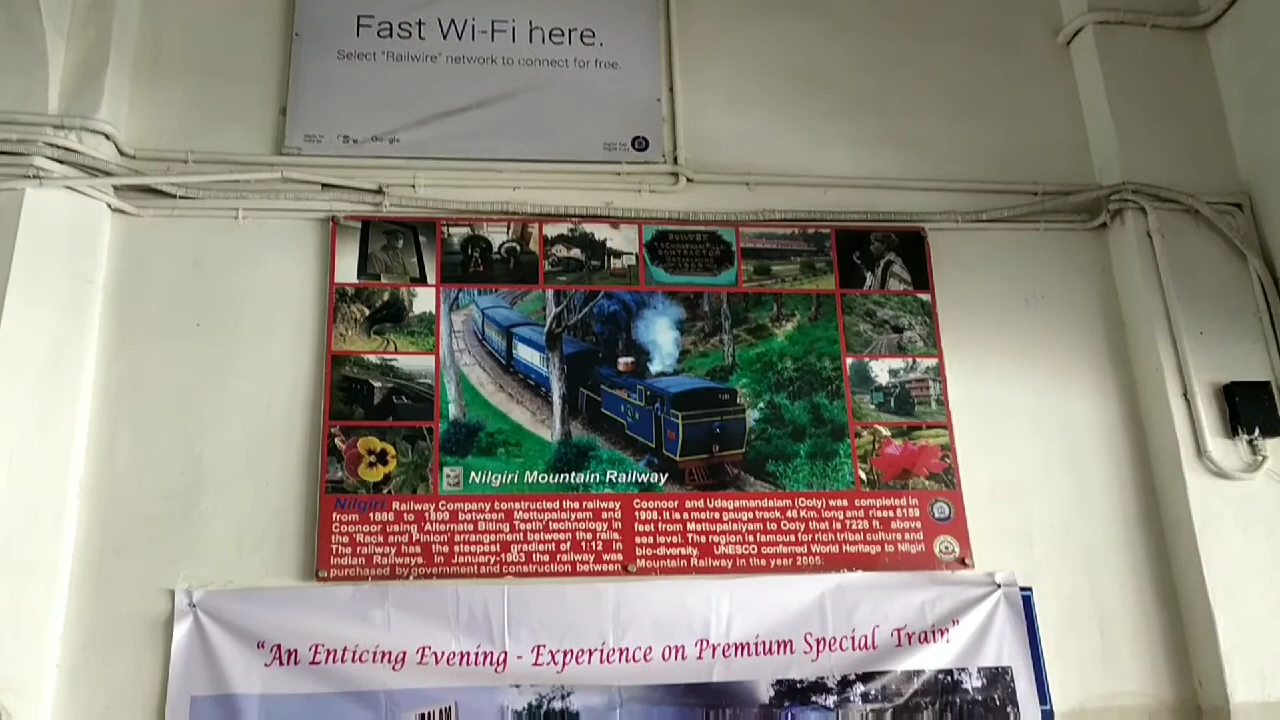 Fast Wi-Fi here.
Select "Railwire" network to connect for free.
Google
BUILT BY
CONTRACTOR
Nilgiri Mountain Railway
Nilgiri Railway Company constructed the railway
from 1886 to 1899 between Mettupalaiyam and
Coonoor using 'Alternate Biting Teeth' technology in
the 'Rack and Pinion' arrangement between the rails.
The railway has the steepest gradient of 1:12 in
Indian Railways. In January-1903 the railway was
purchased by government and construction between
Coonoor and Udagamandalam (Ooty) was completed in
1908. It is a metre gauge track, 46 Km. long and rises 6159
feet from Mettupalaiyam to Ooty that is 7228 ft. above
sea level. The region is famous for rich tribal culture and
bio-diversity. UNESCO conferred World Heritage to Nilgiri
Mountain Railway in the year 2005.
"An Enticing Evening - Experience on Premium Special Train"